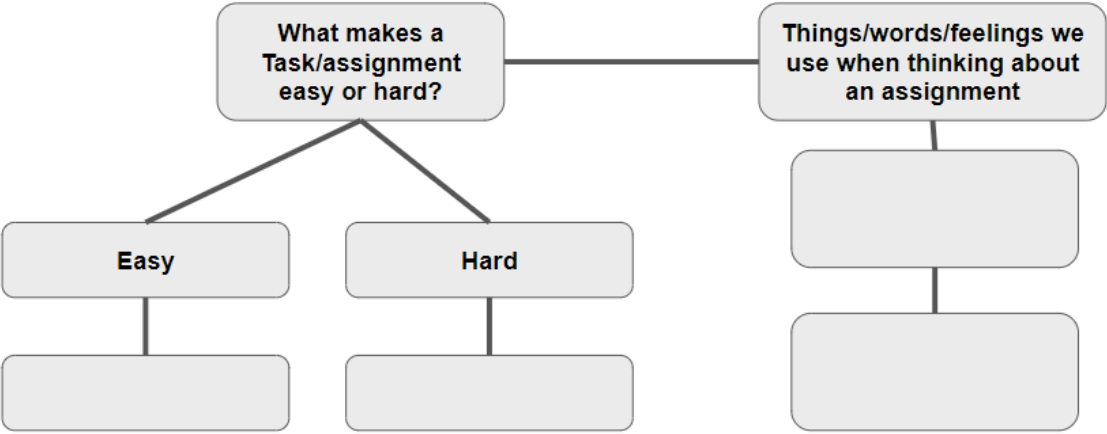 What makes a
Task/assignment
easy or hard?
Things/words/feelings we
use when thinking about
an assignment
Easy
Hard